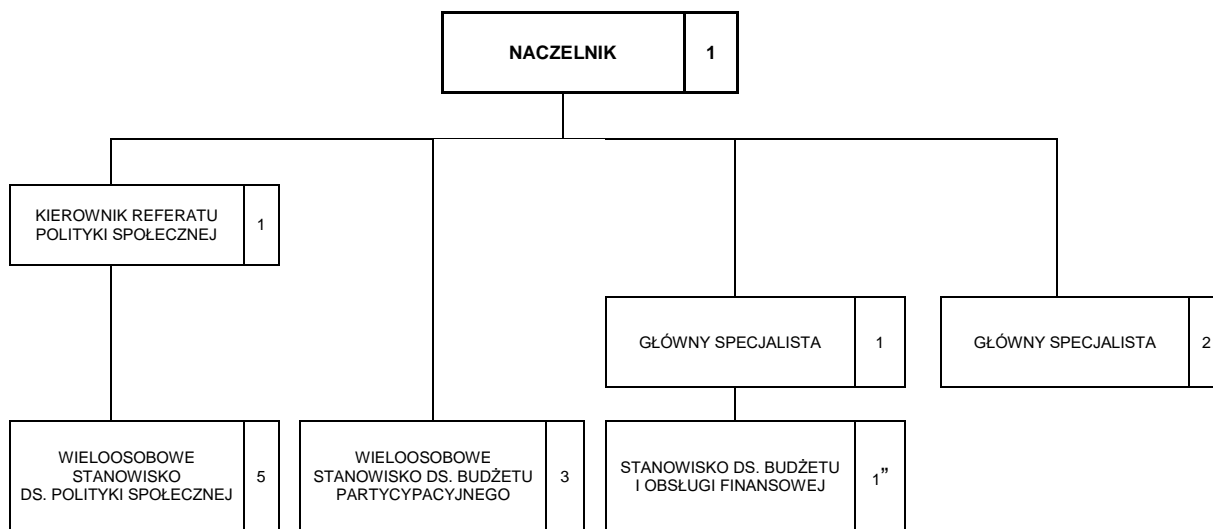 NACZELNIK 1
KIEROWNIK REFERATU
POLITYKI SPOŁECZNEJ
1
GŁÓWNY SPECJALISTA 1
GŁÓWNY SPECJALISTA 2
WIELOOSOBOWE
STANOWISKO
DS. POLITYKI SPOŁECZNEJ
5
WIELOOSOBOWE
STANOWISKO DS. BUDŻETU
PARTYCYPACYJNEGO
3
STANOWISKO DS. BUDŻETU
I OBSŁUGI FINANSOWEJ
1”